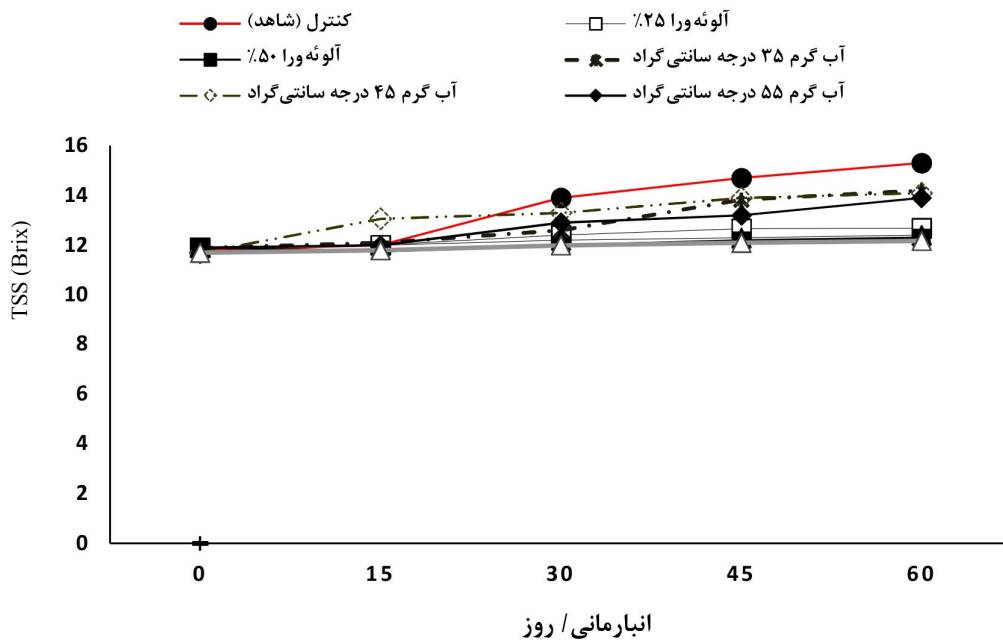 کنترل (شاهد)
آلوئه‌ورا ۲۵٪
آلوئه‌ورا ۵۰٪
آب گرم ۳۵ درجه سانتی‌گراد
آب گرم ۴۵ درجه سانتی‌گراد
آب گرم ۵۵ درجه سانتی‌گراد
TSS (Brix)
16
14
12
10
8
6
4
2
0
0 15 30 45 60
انبارمانی/ روز